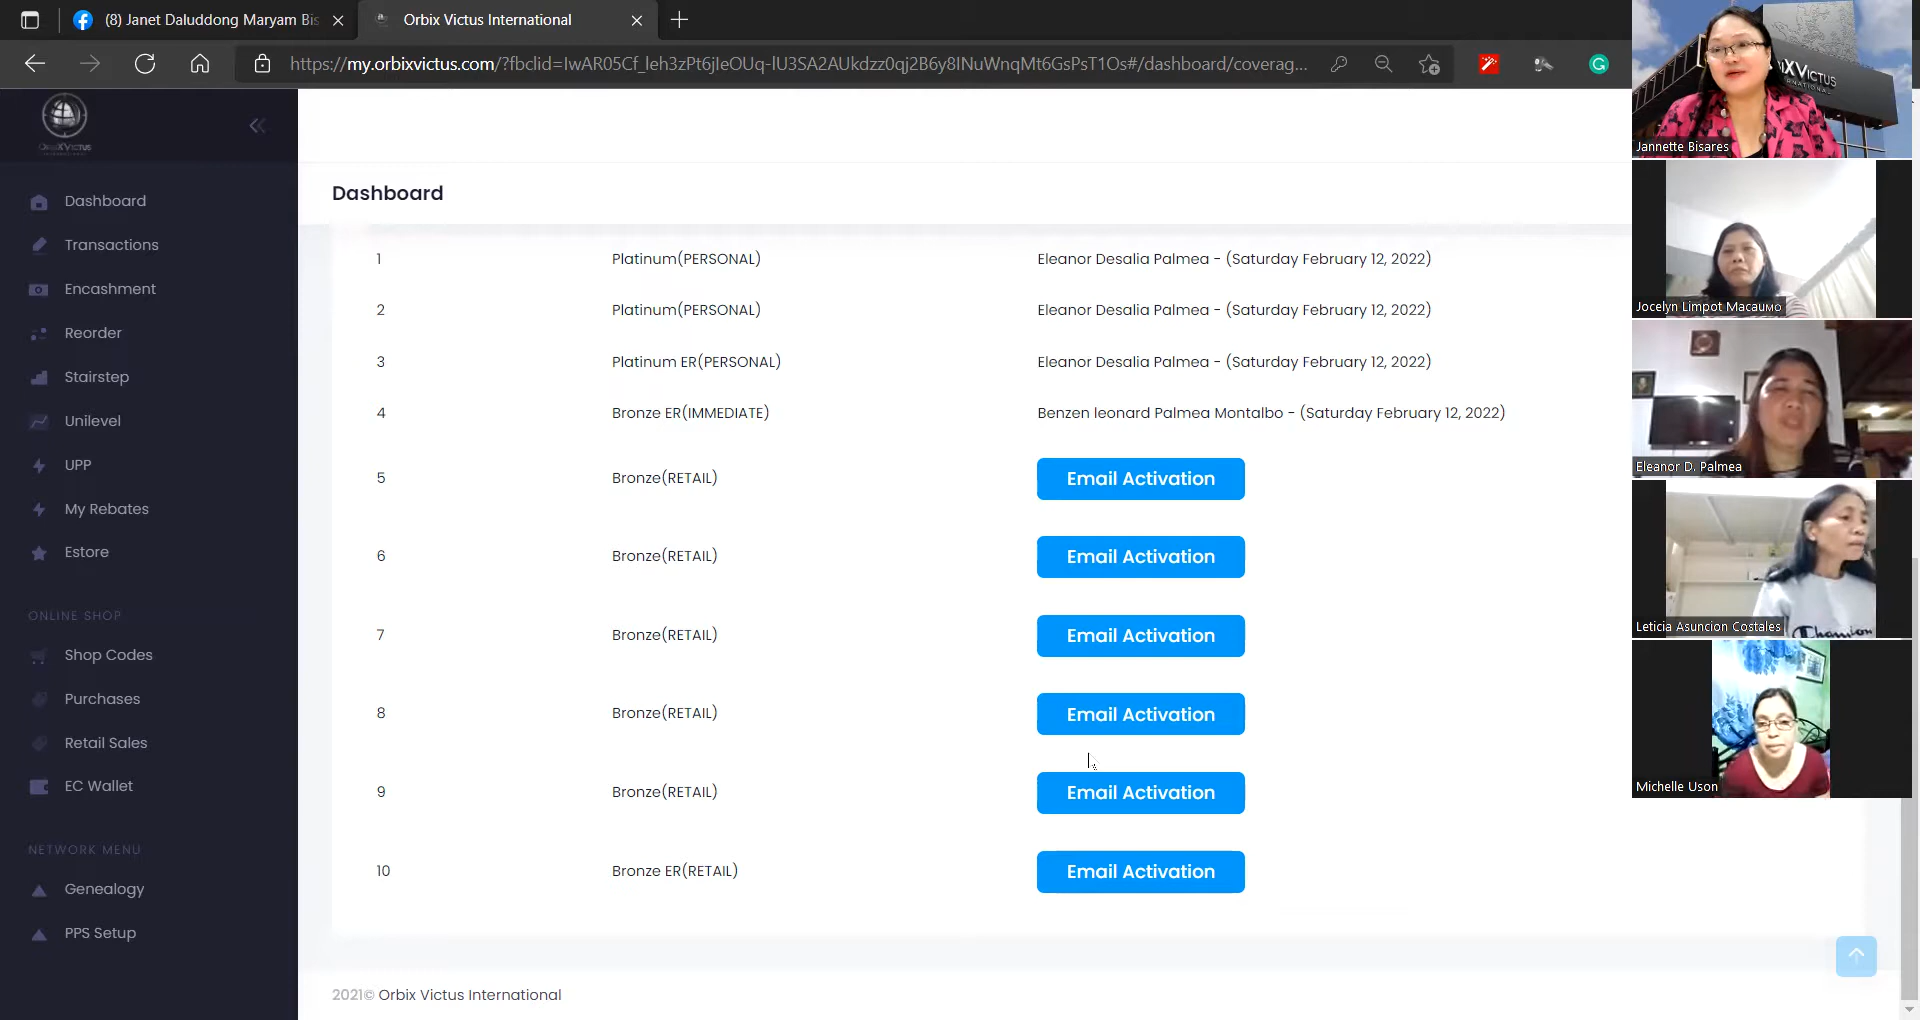 (8) Janet Daluddong Maryam Bis
Orbix Victus International
https://my.orbixvictus.com/?fbclid=IwAR05Cf_leh3zPt6jIeOUq-lU3SA2AUkdzz0qj2B6y8INuWnqMt6GsPsT1Os#/dashboard/coverag...
Dashboard
Transactions
Encashment
Reorder
Stairstep
Unilevel
UPP
My Rebates
Estore
ONLINE SHOP
Shop Codes
Purchases
Retail Sales
EC Wallet
NETWORK MENU
Genealogy
PPS Setup
Dashboard
1 Platinum(PERSONAL) Eleanor Desalia Palmea - (Saturday February 12, 2022)
2 Platinum(PERSONAL) Eleanor Desalia Palmea - (Saturday February 12, 2022)
3 Platinum ER(PERSONAL) Eleanor Desalia Palmea - (Saturday February 12, 2022)
4 Bronze ER(IMMEDIATE) Benzen leonard Palmea Montalbo - (Saturday February 12, 2022)
5 Bronze(RETAIL) Email Activation
6 Bronze(RETAIL) Email Activation
7 Bronze(RETAIL) Email Activation
8 Bronze(RETAIL) Email Activation
9 Bronze(RETAIL) Email Activation
10 Bronze ER(RETAIL) Email Activation
2021© Orbix Victus International
Jannette Bisares
Jocelyn Limpot Macaumo
Eleanor D. Palmea
Leticia Asuncion Costales
Champion
Michelle Uson